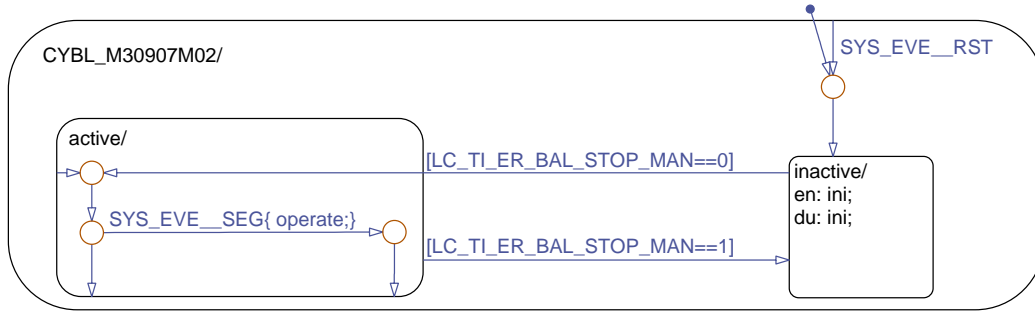 SYS_EVE__RST
CYBL_M30907M02/
active/
[LC_TI_ER_BAL_STOP_MAN==0]
inactive/
en: ini;
du: ini;
SYS_EVE__SEG{ operate;}
[LC_TI_ER_BAL_STOP_MAN==1]